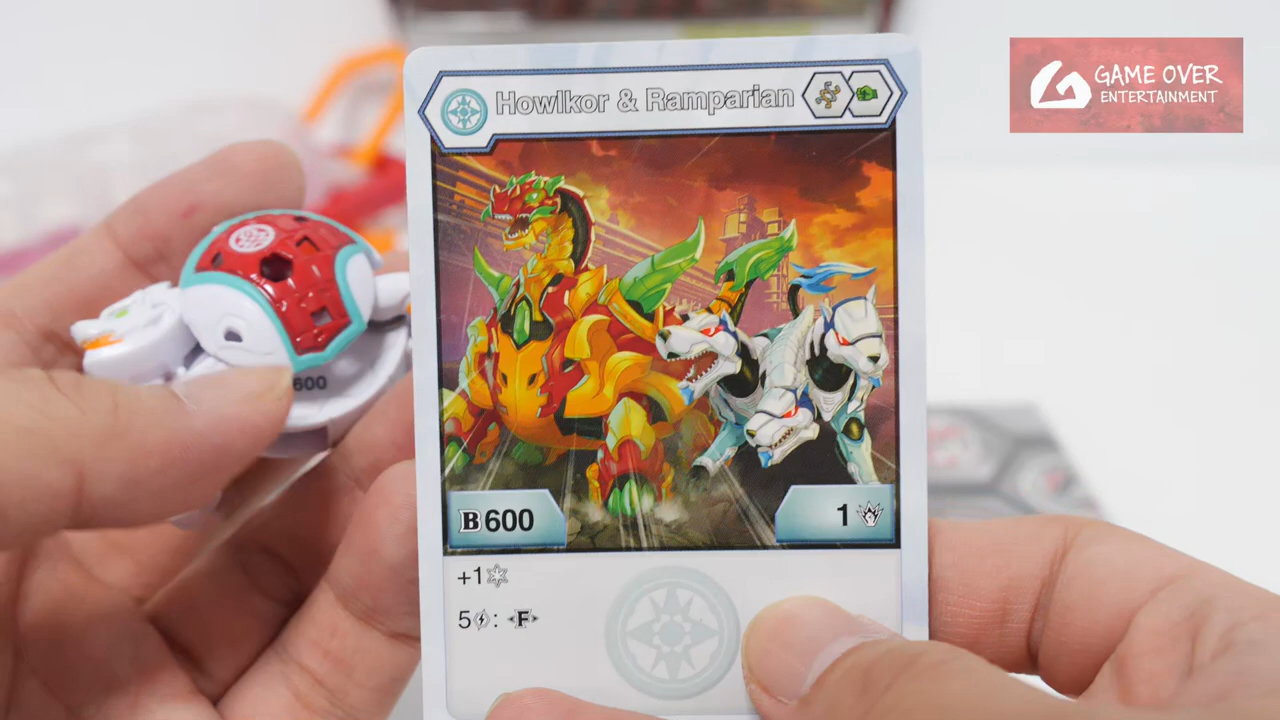 GAME OVER
ENTERTAINMENT
Howlkor & Ramparian
600
B600
1
+1
5: F